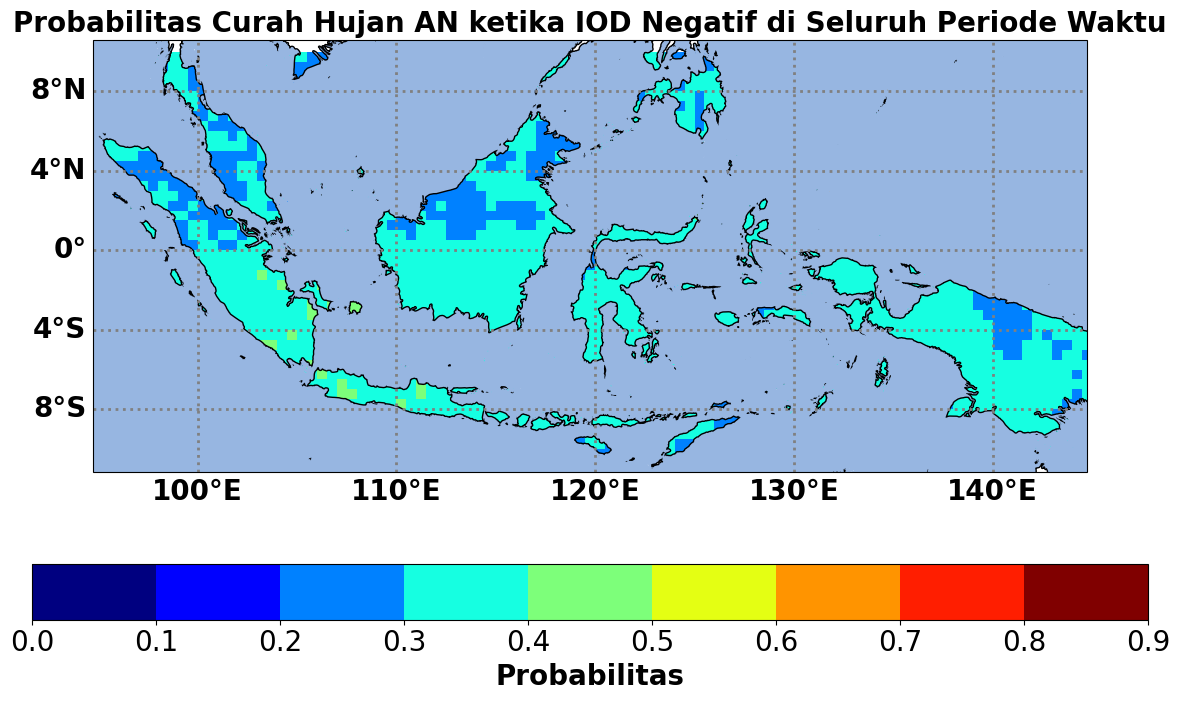 Probabilitas Curah Hujan AN ketika IOD Negatif di Seluruh Periode Waktu
8°N
4°N
0°
4°S
8°S
100°E 110°E 120°E 130°E 140°E
0.0 0.1 0.2 0.3 0.4 0.5 0.6 0.7 0.8 0.9
Probabilitas